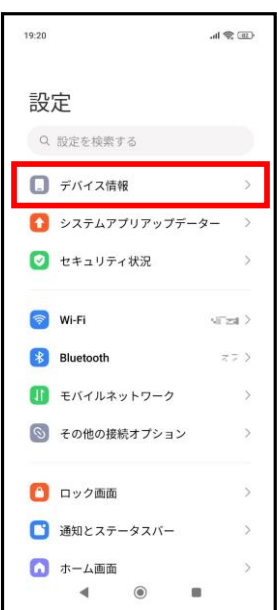 19:20
設定
設定を検索する
デバイス情報
システムアプリアップデーター
セキュリティ状況
Wi-Fi
Bluetooth
モバイルネットワーク
その他の接続オプション
ロック画面
通知とステータスバー
ホーム画面